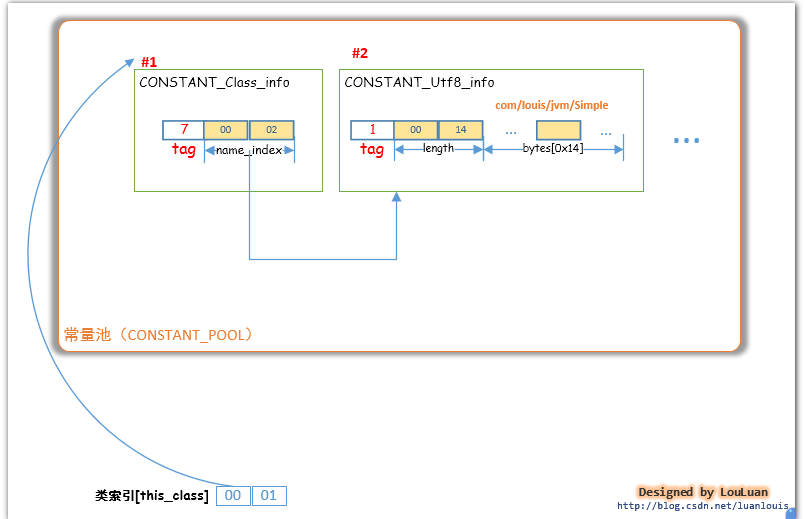 #1
#2
CONSTANT_Class_info
CONSTANT_Utf8_info
com/louis/jvm/Simple
7 00 02
1 00 14 ... ...
tag name_index
tag length bytes[0x14]
...
常量池（CONSTANT_POOL）
类索引[this_class] 00 01
Designed by LouLuan
http://blog.csdn.net/luanlouis